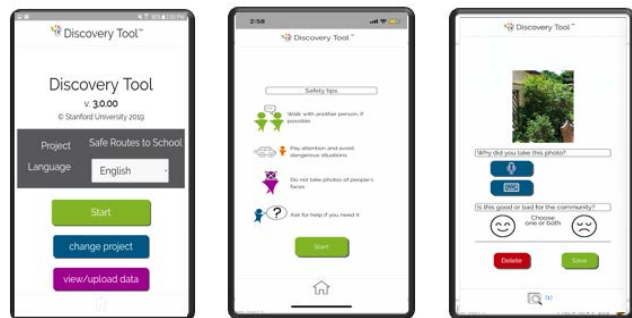 Discovery Tool™
Discovery Tool
v. 3.0.00
© Stanford University 2019
Project Safe Routes to School
Language English
Start
change project
view/upload data
2:58
Discovery Tool™
Safety tips
Walk with another person, if
possible
Pay attention and avoid
dangerous situations
Do not take photos of people's
faces
Ask for help if you need it
Start
Discovery Tool™
Why did you take this photo?
Is this good or bad for the community?
Choose
one or both
Delete
Save